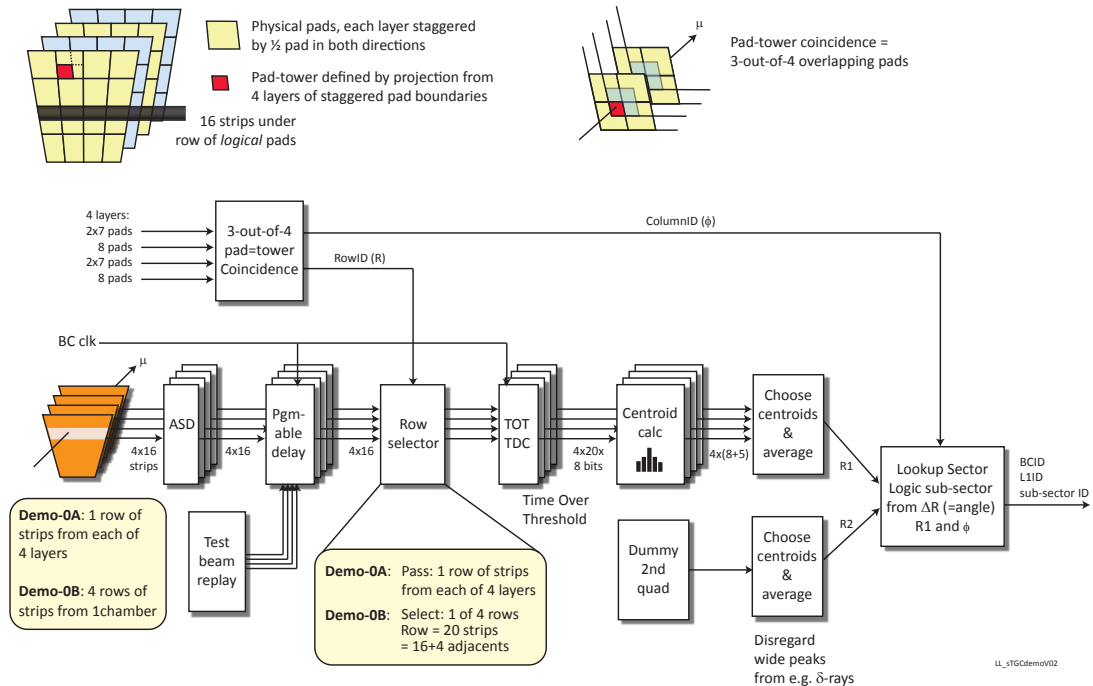 Physical pads, each layer staggered
by ½ pad in both directions
Pad-tower defined by projection from
4 layers of staggered pad boundaries
16 strips under
row of logical pads
μ
Pad-tower coincidence =
3-out-of-4 overlapping pads
4 layers:
2x7 pads
8 pads
2x7 pads
8 pads
3-out-of-4
pad=tower
Coincidence
ColumnID (ϕ)
RowID (R)
BC clk
μ
4x16
strips
ASD
4x16
Pgm-
able
delay
4x16
Row
selector
TOT
TDC
Time Over
Threshold
4x20x
8 bits
Centroid
calc
4x(8+5)
Choose
centroids
&
average
R1
Lookup Sector
Logic sub-sector
from ΔR (=angle)
R1 and ϕ
BCID
L1ID
sub-sector ID
R2
Demo-0A: 1 row of
strips from each of
4 layers
Demo-0B: 4 rows of
strips from 1chamber
Test
beam
replay
Demo-0A: Pass: 1 row of strips
from each of 4 layers
Demo-0B: Select: 1 of 4 rows
Row = 20 strips
= 16+4 adjacents
Dummy
2nd
quad
Choose
centroids
&
average
Disregard
wide peaks
from e.g. δ-rays
LL_sTGCdemoV02